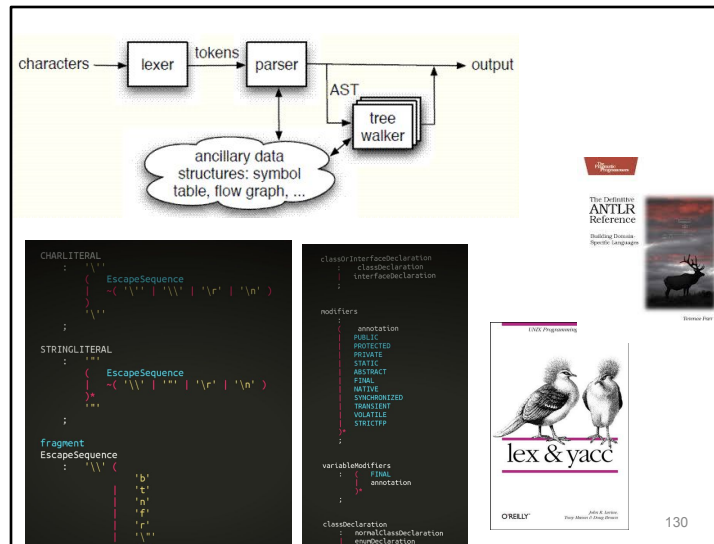 characters
lexer
tokens
parser
output
AST
tree
walker
ancillary data
structures: symbol
table, flow graph, ...
CHARLITERAL
: '\''
( EscapeSequence
| ~( '\'' | '\\' | '\r' | '\n' )
)
'\''
;
STRINGLITERAL
: '"'
( EscapeSequence
| ~( '\\' | '"' | '\r' | '\n' )
)*
'"'
;
fragment
EscapeSequence
: '\\' (
'b'
| 't'
| 'n'
| 'f'
| 'r'
| '\"'
classOrInterfaceDeclaration
: classDeclaration
| interfaceDeclaration
;
modifiers
:
( annotation
| PUBLIC
| PROTECTED
| PRIVATE
| STATIC
| ABSTRACT
| FINAL
| NATIVE
| SYNCHRONIZED
| TRANSIENT
| VOLATILE
| STRICTFP
)*
;
variableModifiers
: ( FINAL
| annotation
)*
;
classDeclaration
: normalClassDeclaration
| enumDeclaration
The
Pragmatic
Programmers
The Definitive
ANTLR
Reference
Building Domain-
Specific Languages
Terence Parr
UNIX Programming
lex & yacc
O'REILLY
John R. Levine,
Tony Mason & Doug Brown
130